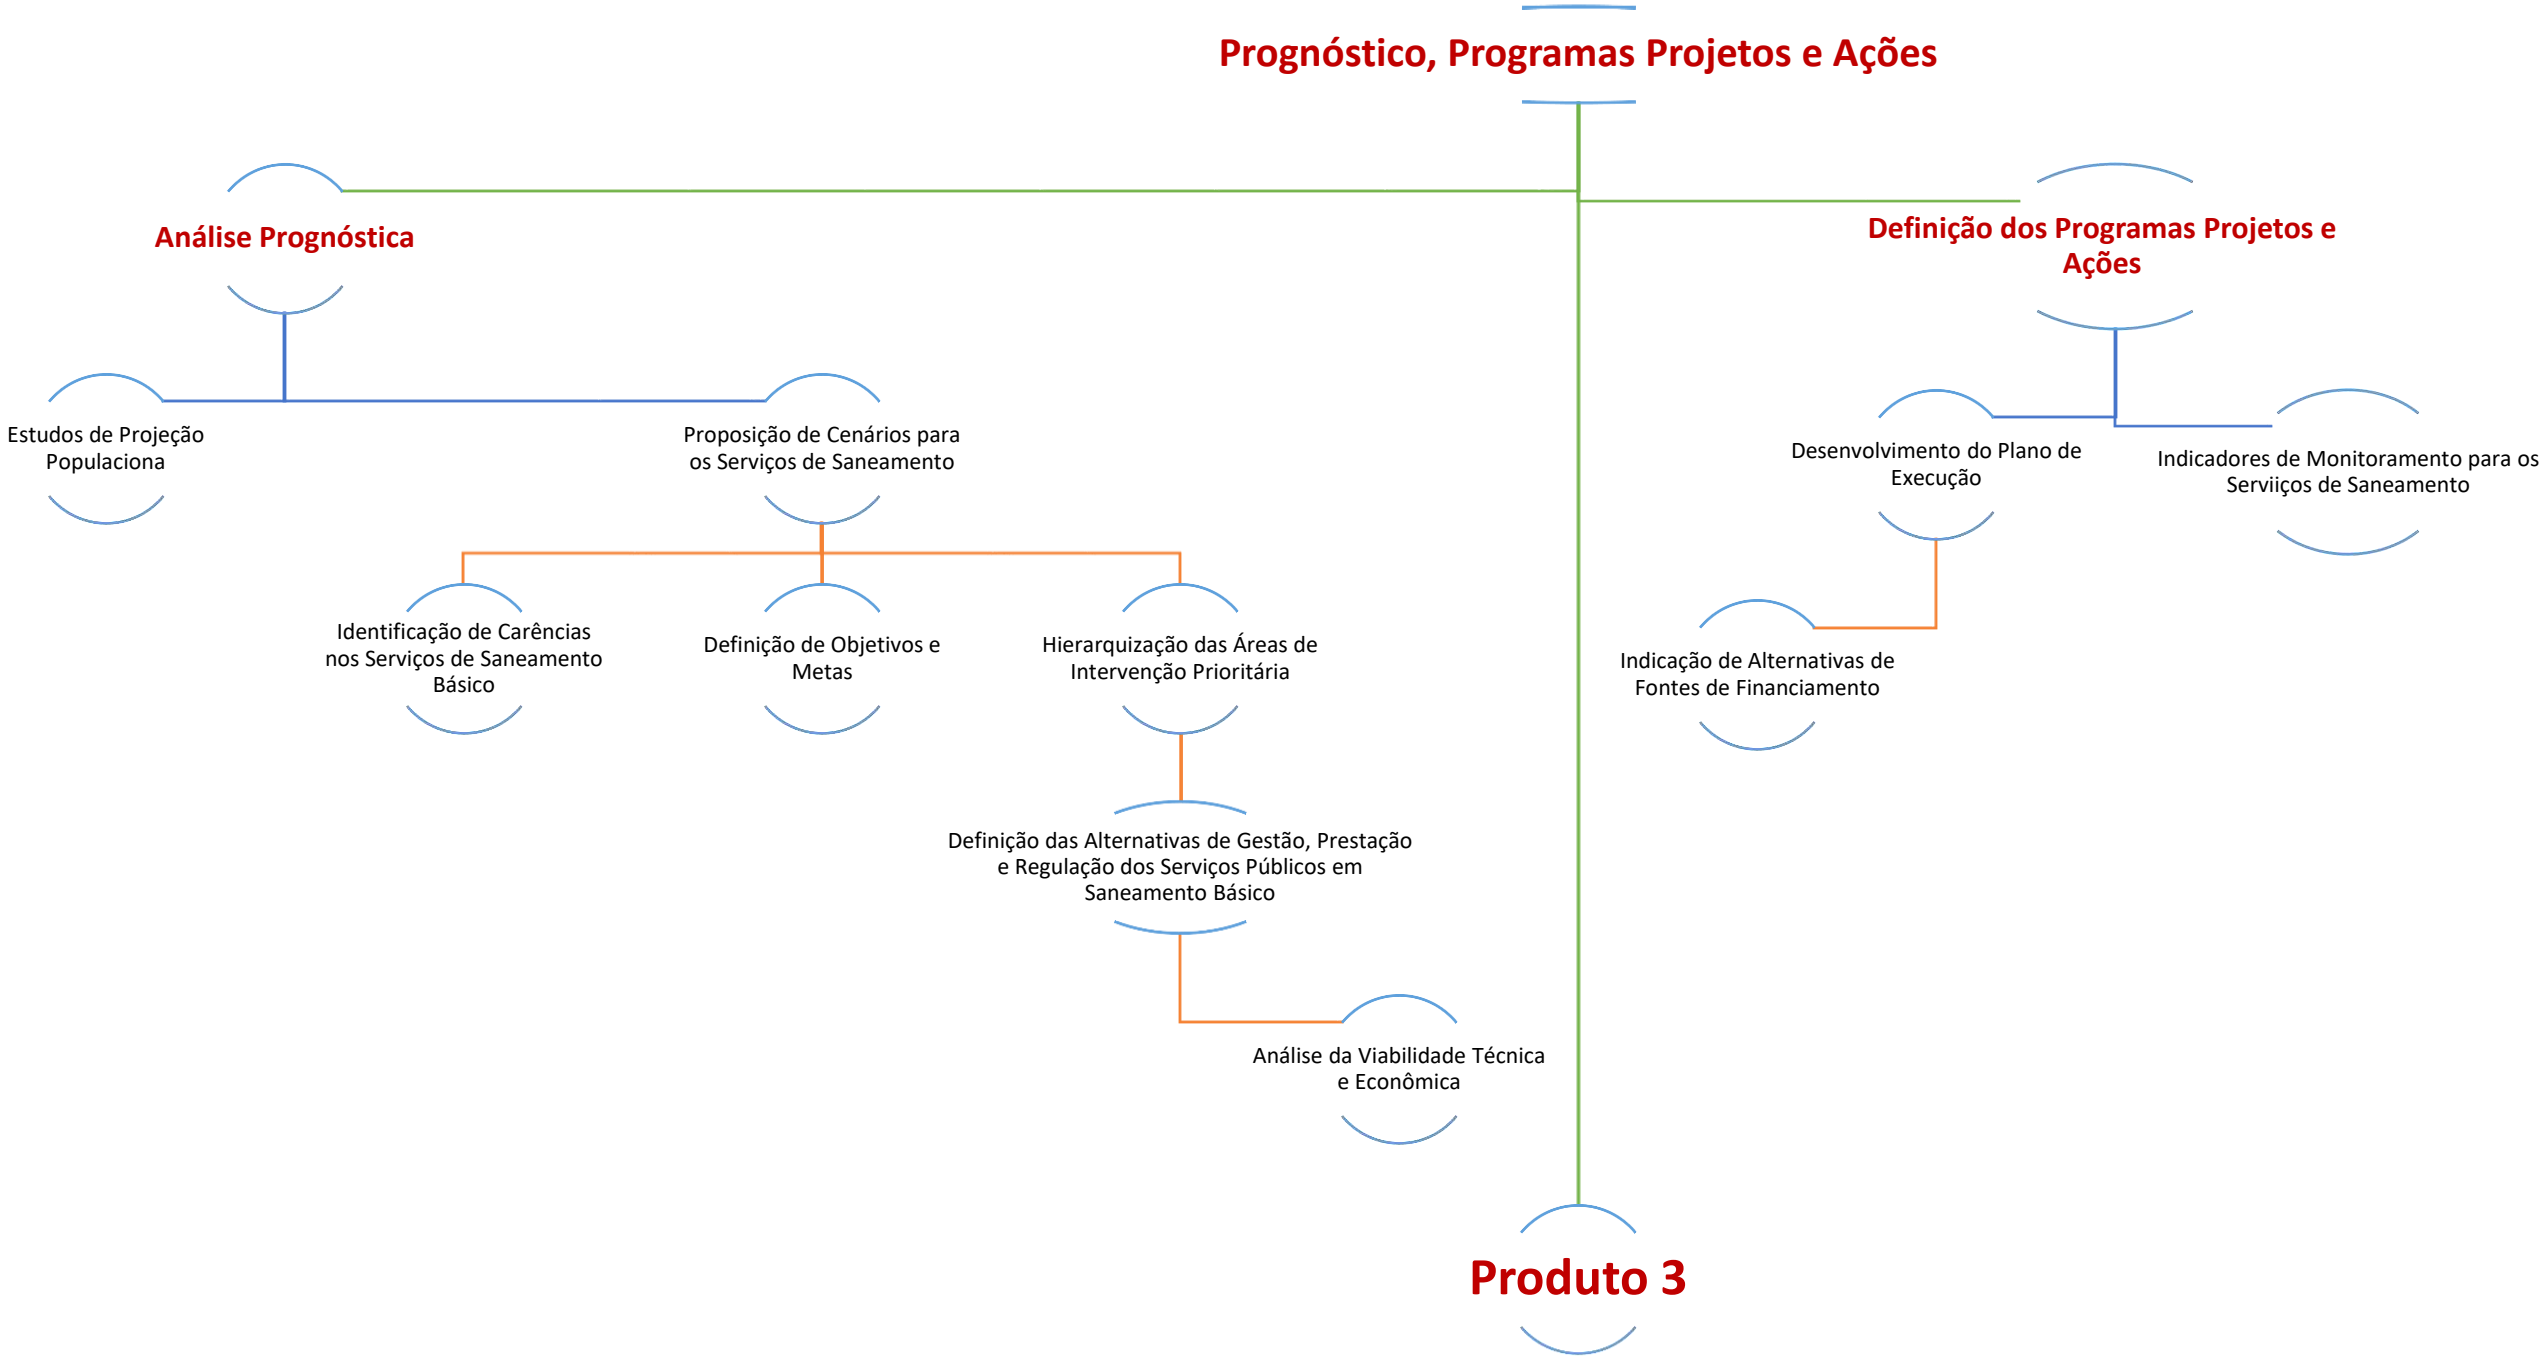 Prognóstico, Programas Projetos e Ações
Análise Prognóstica
Definição dos Programas Projetos e
Ações
Estudos de Projeção
Populaciona
Proposição de Cenários para
os Serviços de Saneamento
Desenvolvimento do Plano de
Execução
Indicadores de Monitoramento para os
Serviiços de Saneamento
Identificação de Carências
nos Serviços de Saneamento
Básico
Definição de Objetivos e
Metas
Hierarquização das Áreas de
Intervenção Prioritária
Indicação de Alternativas de
Fontes de Financiamento
Definição das Alternativas de Gestão, Prestação
e Regulação dos Serviços Públicos em
Saneamento Básico
Análise da Viabilidade Técnica
e Econômica
Produto 3